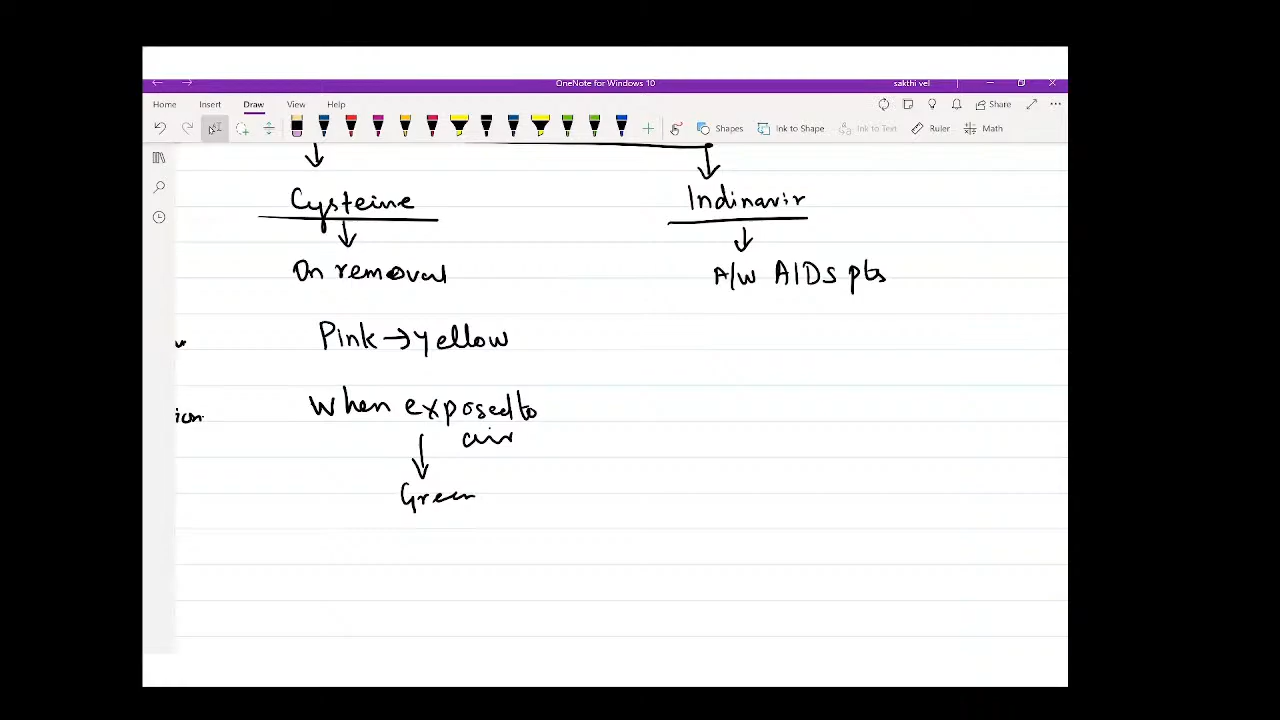 OneNote for Windows 10
sakthi vel
Home Insert Draw View Help
Share
Shapes Ink to Shape Ink to Text Ruler Math
Cysteine
On removal
Pink → yellow
When exposed to
air
Green
Indinavir
A/w AIDs pts